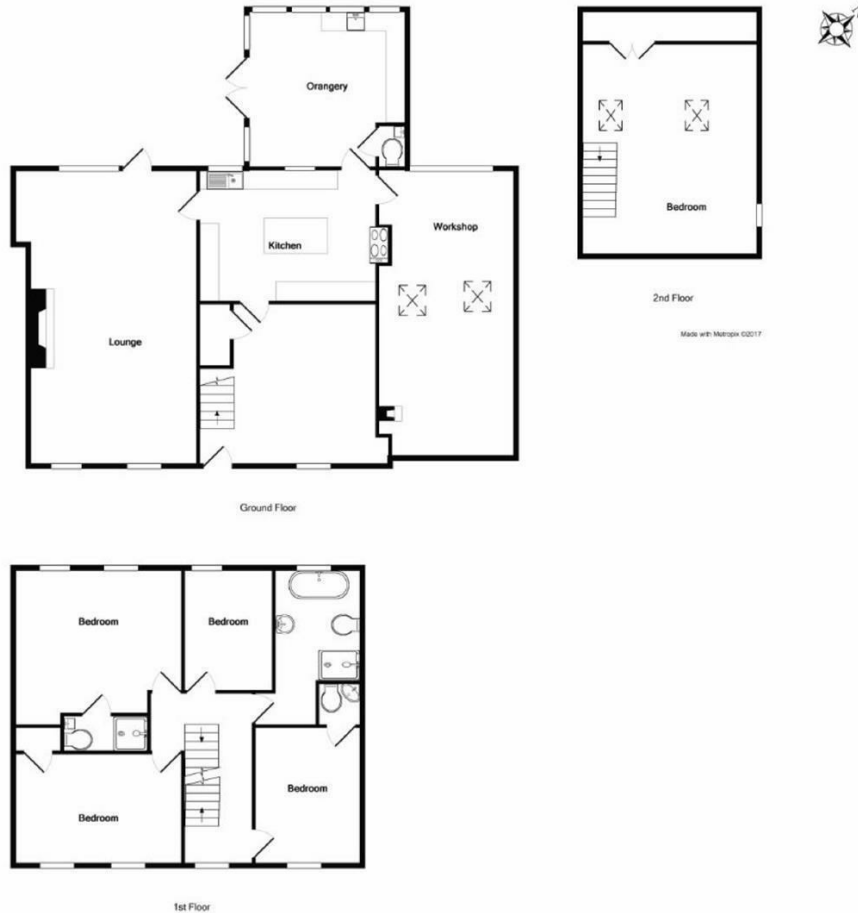 Orangery
Kitchen
Workshop
Lounge
Ground Floor
Bedroom
2nd Floor
Made with Metropix ©2017
Bedroom
Bedroom
Bedroom
Bedroom
1st Floor